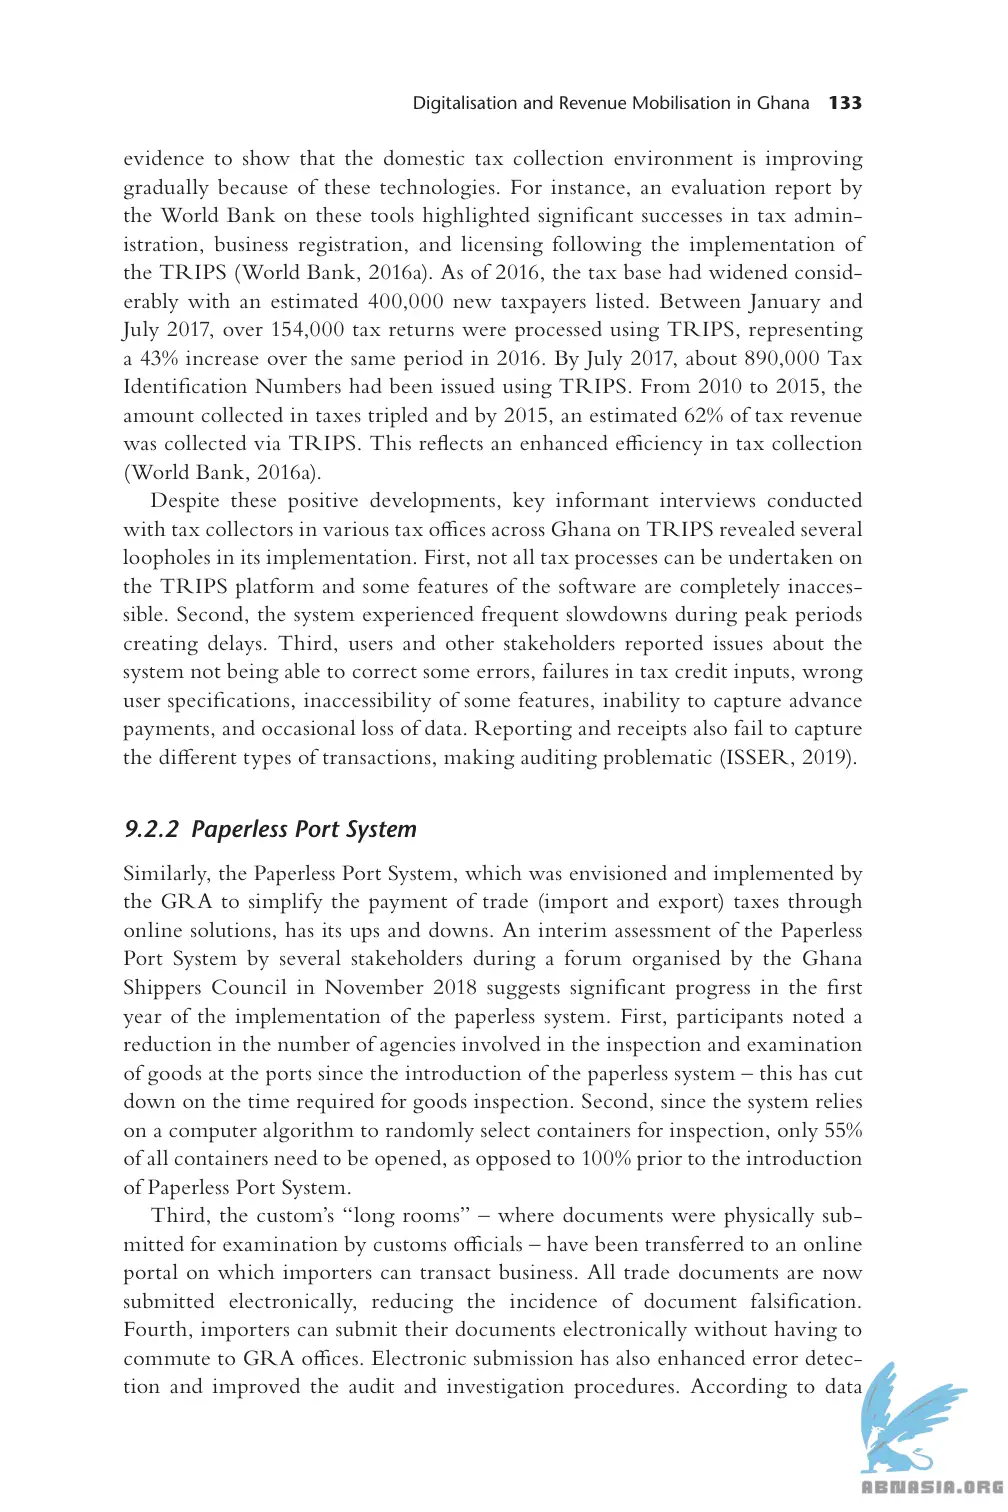 Digitalisation and Revenue Mobilisation in Ghana 133
evidence to show that the domestic tax collection environment is improving
gradually because of these technologies. For instance, an evaluation report by
the World Bank on these tools highlighted significant successes in tax admin-
istration, business registration, and licensing following the implementation of
the TRIPS (World Bank, 2016a). As of 2016, the tax base had widened consid-
erably with an estimated 400,000 new taxpayers listed. Between January and
July 2017, over 154,000 tax returns were processed using TRIPS, representing
a 43% increase over the same period in 2016. By July 2017, about 890,000 Tax
Identification Numbers had been issued using TRIPS. From 2010 to 2015, the
amount collected in taxes tripled and by 2015, an estimated 62% of tax revenue
was collected via TRIPS. This reflects an enhanced efficiency in tax collection
(World Bank, 2016a).
Despite these positive developments, key informant interviews conducted
with tax collectors in various tax offices across Ghana on TRIPS revealed several
loopholes in its implementation. First, not all tax processes can be undertaken on
the TRIPS platform and some features of the software are completely inacces-
sible. Second, the system experienced frequent slowdowns during peak periods
creating delays. Third, users and other stakeholders reported issues about the
system not being able to correct some errors, failures in tax credit inputs, wrong
user specifications, inaccessibility of some features, inability to capture advance
payments, and occasional loss of data. Reporting and receipts also fail to capture
the different types of transactions, making auditing problematic (ISSER, 2019).
9.2.2 Paperless Port System
Similarly, the Paperless Port System, which was envisioned and implemented by
the GRA to simplify the payment of trade (import and export) taxes through
online solutions, has its ups and downs. An interim assessment of the Paperless
Port System by several stakeholders during a forum organised by the Ghana
Shippers Council in November 2018 suggests significant progress in the first
year of the implementation of the paperless system. First, participants noted a
reduction in the number of agencies involved in the inspection and examination
of goods at the ports since the introduction of the paperless system – this has cut
down on the time required for goods inspection. Second, since the system relies
on a computer algorithm to randomly select containers for inspection, only 55%
of all containers need to be opened, as opposed to 100% prior to the introduction
of Paperless Port System.
Third, the custom’s “long rooms” – where documents were physically sub-
mitted for examination by customs officials – have been transferred to an online
portal on which importers can transact business. All trade documents are now
submitted electronically, reducing the incidence of document falsification.
Fourth, importers can submit their documents electronically without having to
commute to GRA offices. Electronic submission has also enhanced error detec-
tion and improved the audit and investigation procedures. According to data
ABNASIA.ORG